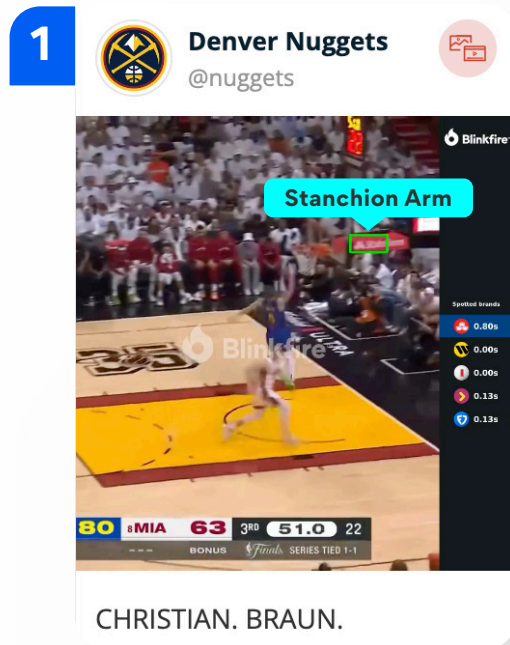 1
Denver Nuggets
@nuggets
Blinkfire
Stanchion Arm
Spotted brands
0.80s
0.00s
0.00s
0.13s
0.13s
Blinkfire
ULTRA
80 8MIA 63 3RD 51.0 22
--- BONUS Finals SERIES TIED 1-1
CHRISTIAN. BRAUN.